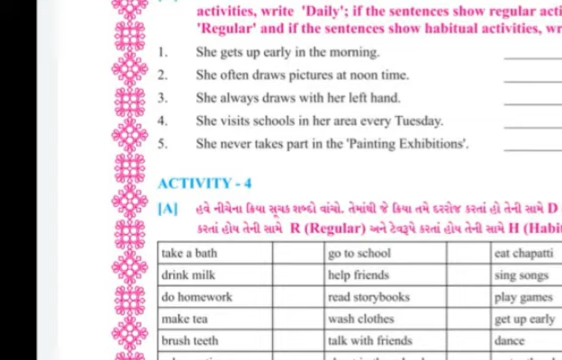 activities, write 'Daily'; if the sentences show regular acti
'Regular' and if the sentences show habitual activities, wr
1. She gets up early in the morning.
2. She often draws pictures at noon time.
3. She always draws with her left hand.
4. She visits schools in her area every Tuesday.
5. She never takes part in the 'Painting Exhibitions'.
ACTIVITY - 4
[A] હવે નીચેના ક્રિયા સૂચક શબ્દો વાંચો. તેમાંથી જે ક્રિયા તમે દરરોજ કરતાં હો તેની સામે D
કરતાં હોય તેની સામે R (Regular) અને ટેવરૂપે કરતાં હોય તેની સામે H (Habi
take a bath go to school eat chapatti
drink milk help friends sing songs
do homework read storybooks play games
make tea wash clothes get up early
brush teeth talk with friends dance